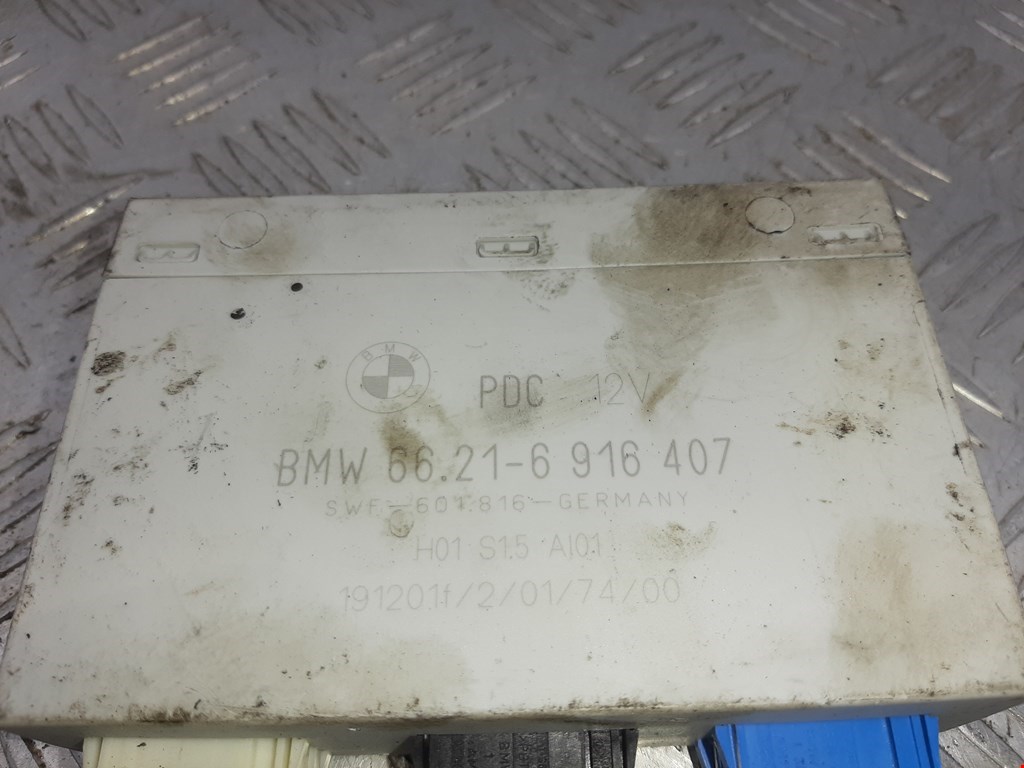 BMW
PDC 12V
BMW 66.21-6 916 407
SWF-601.816-GERMANY
H01 S1.5 AI01
191201f/2/01/74/00